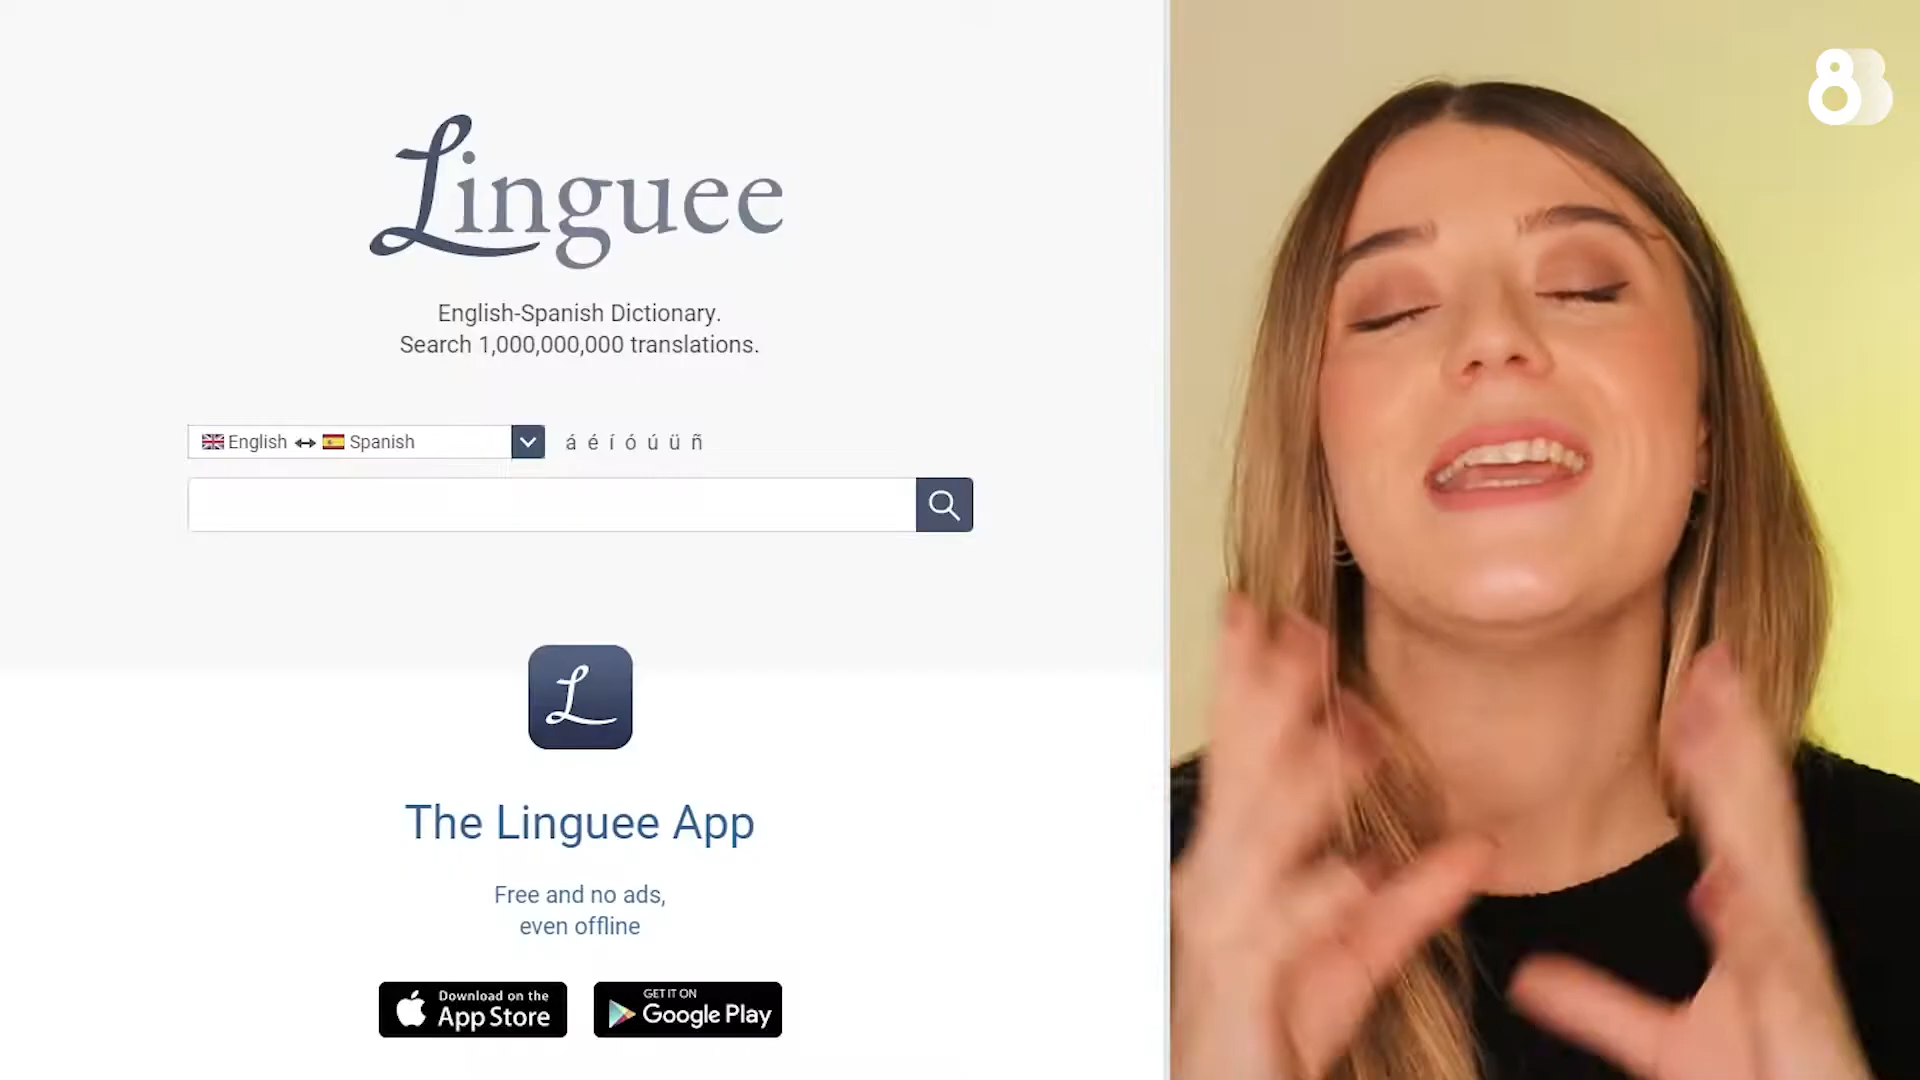 Linguee
English-Spanish Dictionary.
Search 1,000,000,000 translations.
English ↔ Spanish
á é í ó ú ü ñ
L
The Linguee App
Free and no ads,
even offline
Download on the
App Store
GET IT ON
Google Play
8